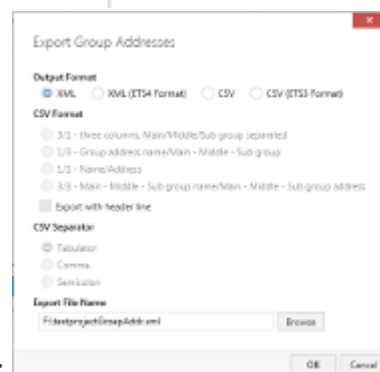 Export Group Addresses
Output Format
XML XML (ETS4 Format) CSV CSV (ETS3 Format)
CSV Format
3/1 - three columns, Main/Middle/Sub group separated
1/3 - Group address name/Main - Middle - Sub group
1/1 - Name/Address
3/3 - Main - Middle - Sub group name/Main - Middle - Sub group address
Export with header line
CSV Separator
Tabulator
Comma
Semicolon
Export File Name
Browse
OK Cancel